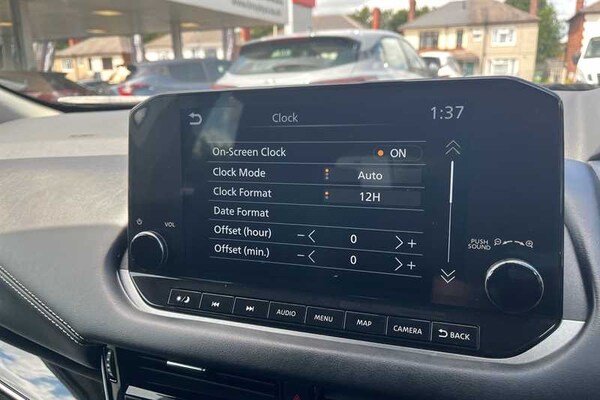 Clock 1:37
On-Screen Clock ON
Clock Mode Auto
Clock Format 12H
Date Format
Offset (hour) − < 0 > +
Offset (min.) − < 0 > +
VOL
PUSH
SOUND
AUDIO MENU MAP CAMERA BACK